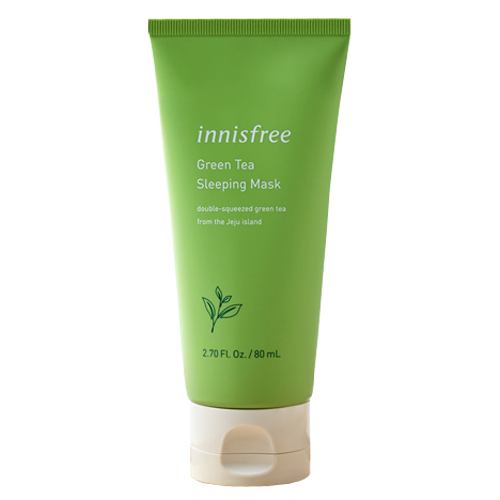 innisfree
Green Tea
Sleeping Mask
double-squeezed green tea
from the Jeju island
2.70 Fl. Oz. / 80 mL